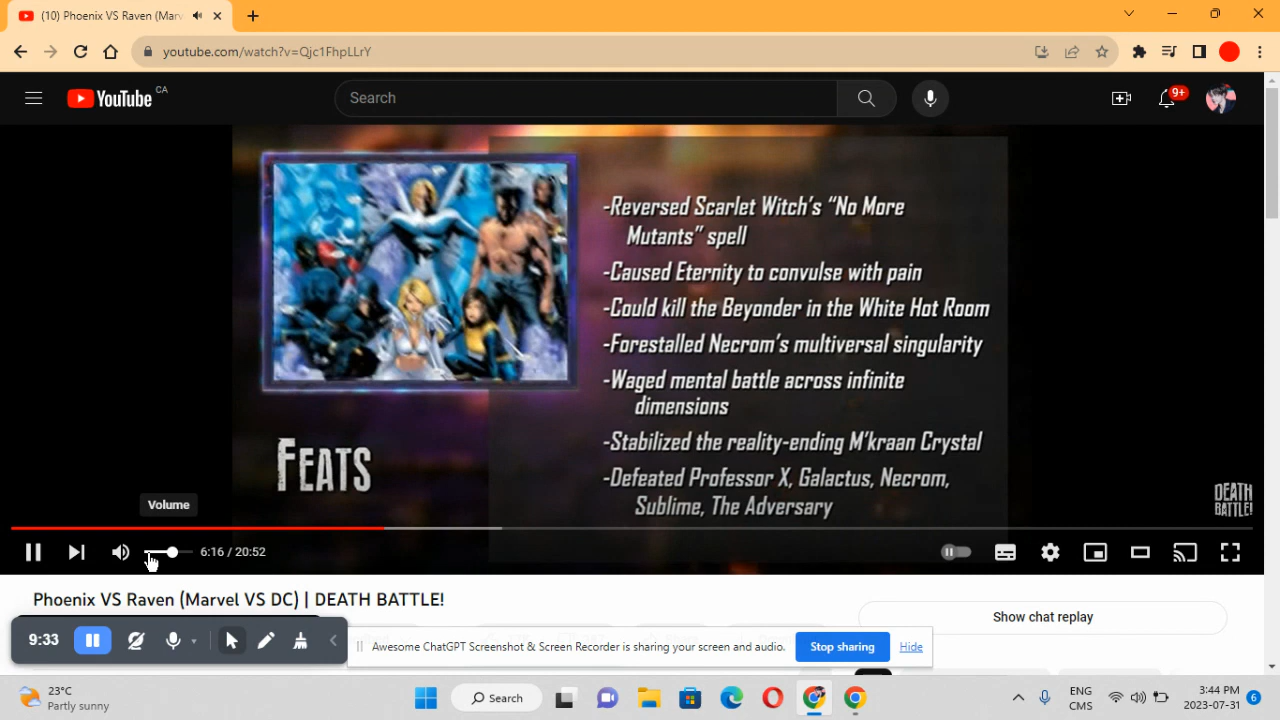 (10) Phoenix VS Raven (Marv
youtube.com/watch?v=Qjc1FhpLLrY
YouTube CA
Search
9+
-Reversed Scarlet Witch's "No More
Mutants" spell
-Caused Eternity to convulse with pain
-Could kill the Beyonder in the White Hot Room
-Forestalled Necrom's multiversal singularity
-Waged mental battle across infinite
dimensions
-Stabilized the reality-ending M'kraan Crystal
-Defeated Professor X, Galactus, Necrom,
Sublime, The Adversary
FEATS
DEATH
BATTLE!
Volume
6:16 / 20:52
Phoenix VS Raven (Marvel VS DC) | DEATH BATTLE!
Show chat replay
9:33
Awesome ChatGPT Screenshot & Screen Recorder is sharing your screen and audio.
Stop sharing
Hide
23°C
Partly sunny
Search
ENG
CMS
3:44 PM
2023-07-31
6